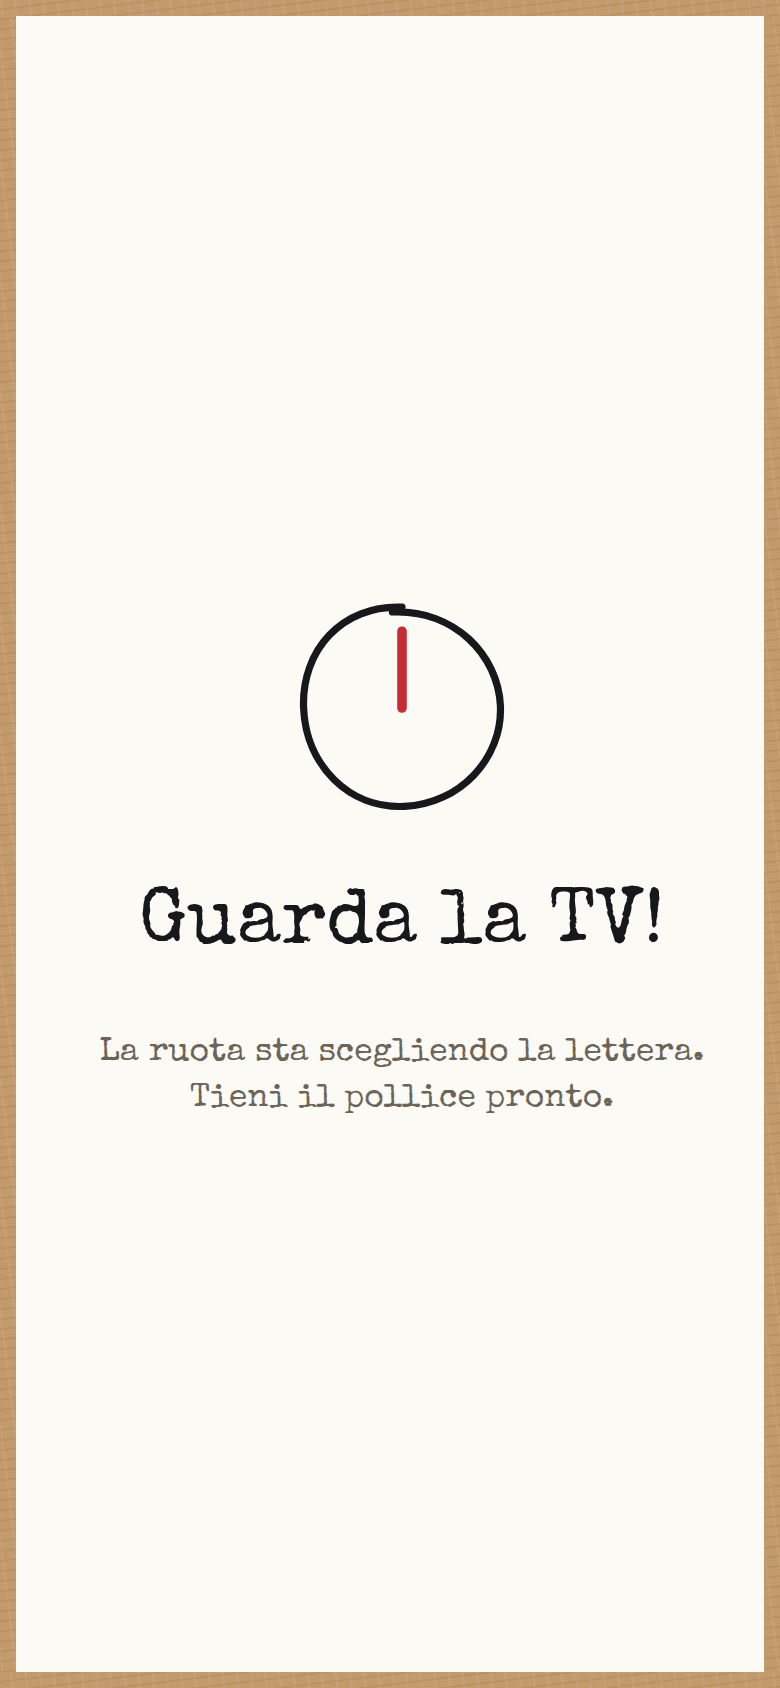 Guarda la TV!
La ruota sta scegliendo la lettera.
Tieni il pollice pronto.